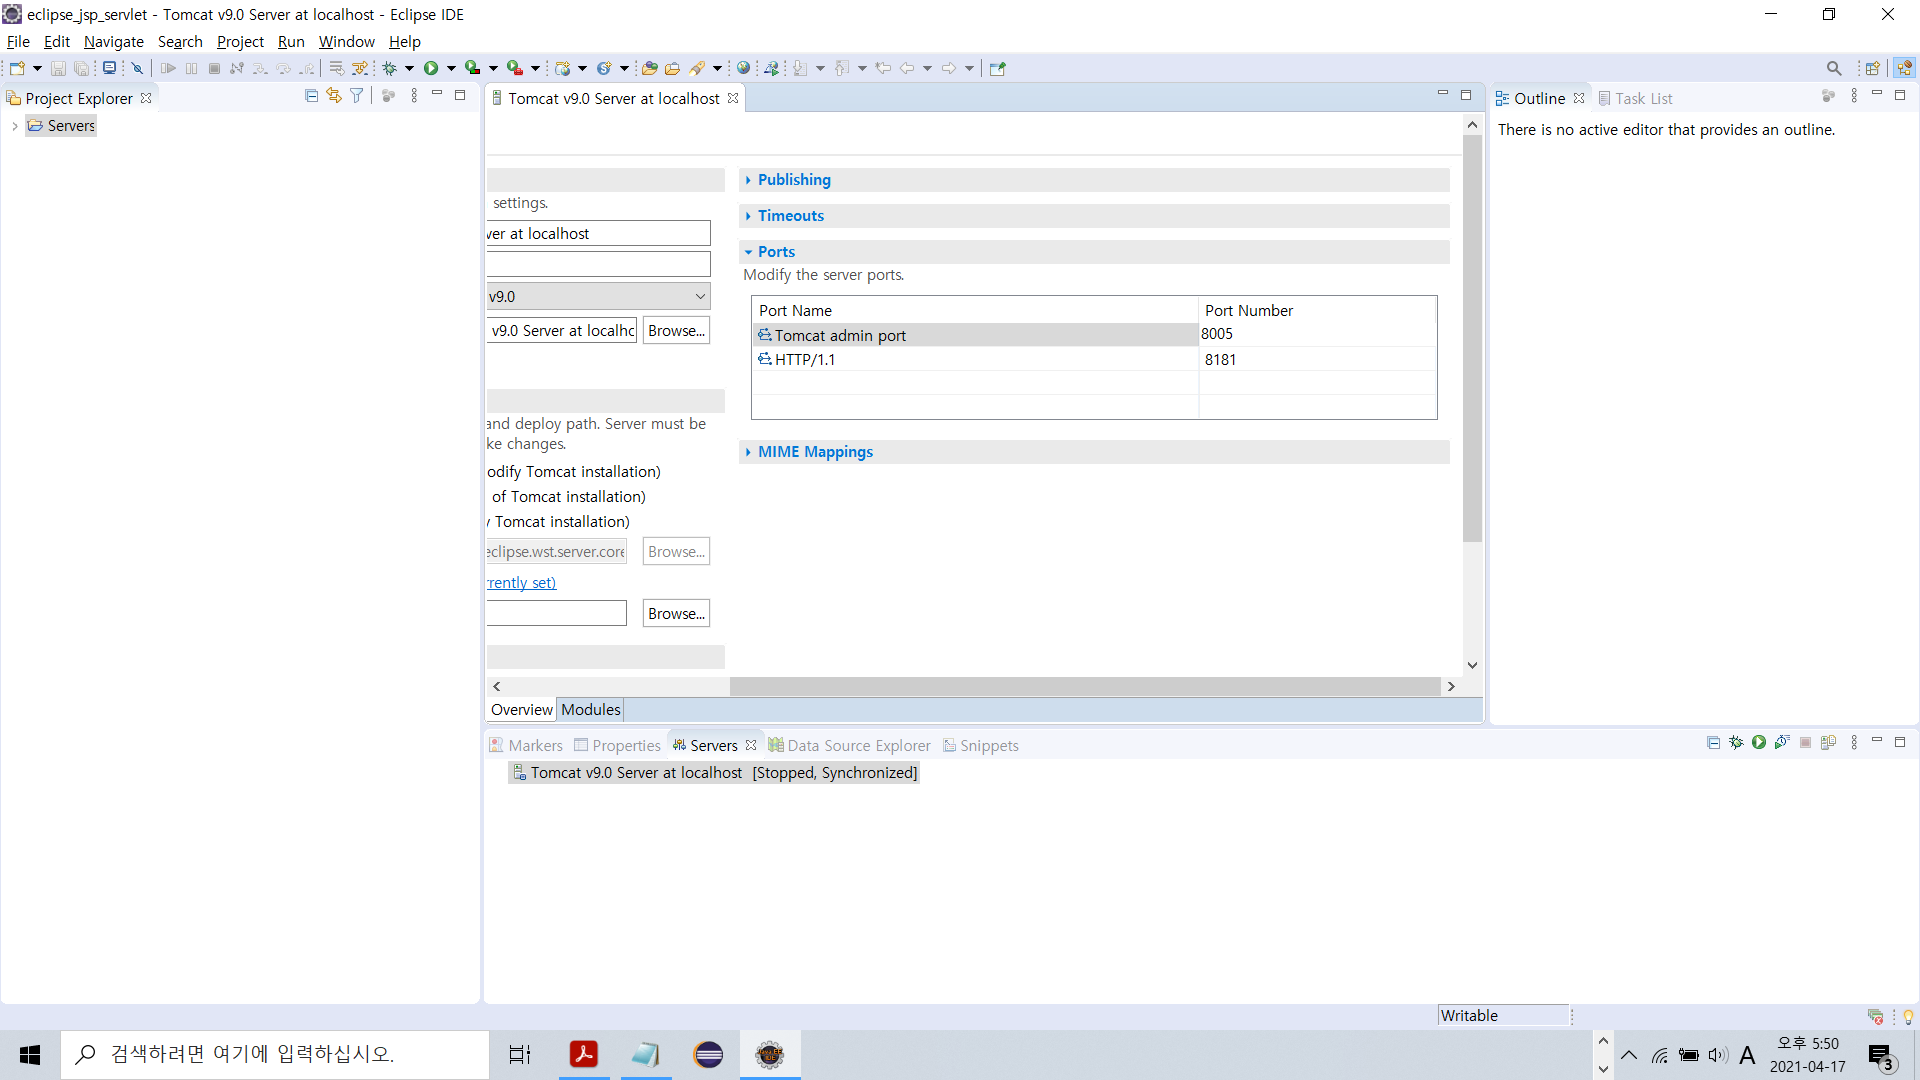 eclipse_jsp_servlet - Tomcat v9.0 Server at localhost - Eclipse IDE
File Edit Navigate Search Project Run Window Help
Project Explorer
Servers
Tomcat v9.0 Server at localhost
settings.
ver at localhost
v9.0
v9.0 Server at localhc
Browse...
and deploy path. Server must be
ke changes.
odify Tomcat installation)
of Tomcat installation)
y Tomcat installation)
eclipse.wst.server.core
Browse...
rently set)
Browse...
Publishing
Timeouts
Ports
Modify the server ports.
Port Name Port Number
Tomcat admin port 8005
HTTP/1.1 8181
MIME Mappings
Overview Modules
Outline Task List
There is no active editor that provides an outline.
Markers Properties Servers Data Source Explorer Snippets
Tomcat v9.0 Server at localhost [Stopped, Synchronized]
Writable
검색하려면 여기에 입력하십시오.
A
오후 5:50
2021-04-17
3